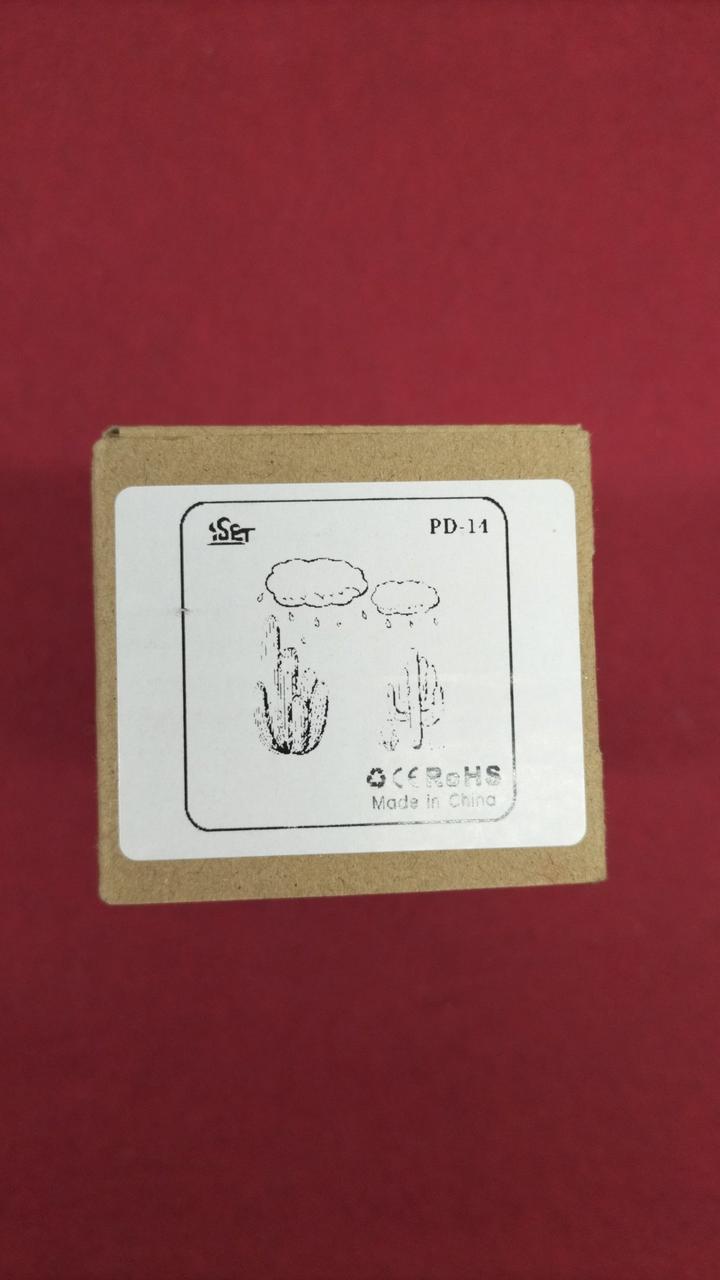 iSET
PD-14
CE RoHS
Made in China